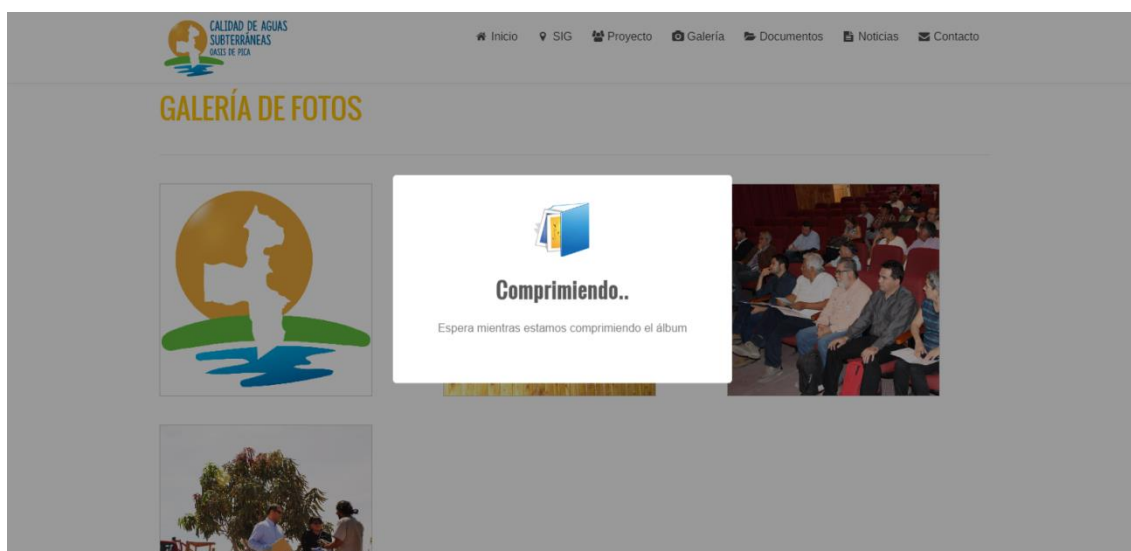 CALIDAD DE AGUAS
SUBTERRÁNEAS
OASIS DE PICA
Inicio SIG Proyecto Galería Documentos Noticias Contacto
GALERÍA DE FOTOS
Comprimiendo..
Espera mientras estamos comprimiendo el álbum